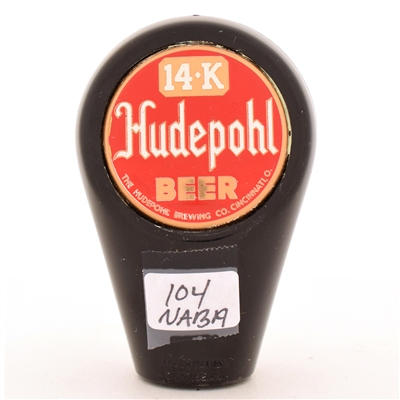 14·K
Hudepohl
BEER
THE HUDEPOHL BREWING CO. CINCINNATI O.
104
NABA